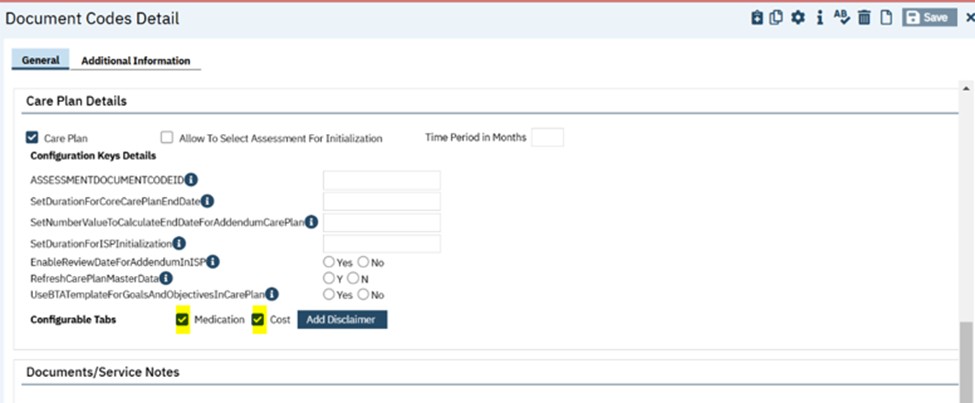 Document Codes Detail
Save
General Additional Information
Care Plan Details
Care Plan Allow To Select Assessment For Initialization Time Period in Months
Configuration Keys Details
ASSESSMENTDOCUMENTCODEID
SetDurationForCoreCarePlanEndDate
SetNumberValueToCalculateEndDateForAddendumCarePlan
SetDurationForISPInitialization
EnableReviewDateForAddendumInISP Yes No
RefreshCarePlanMasterData Y N
UseBTATemplateForGoalsAndObjectivesInCarePlan Yes No
Configurable Tabs Medication Cost Add Disclaimer
Documents/Service Notes